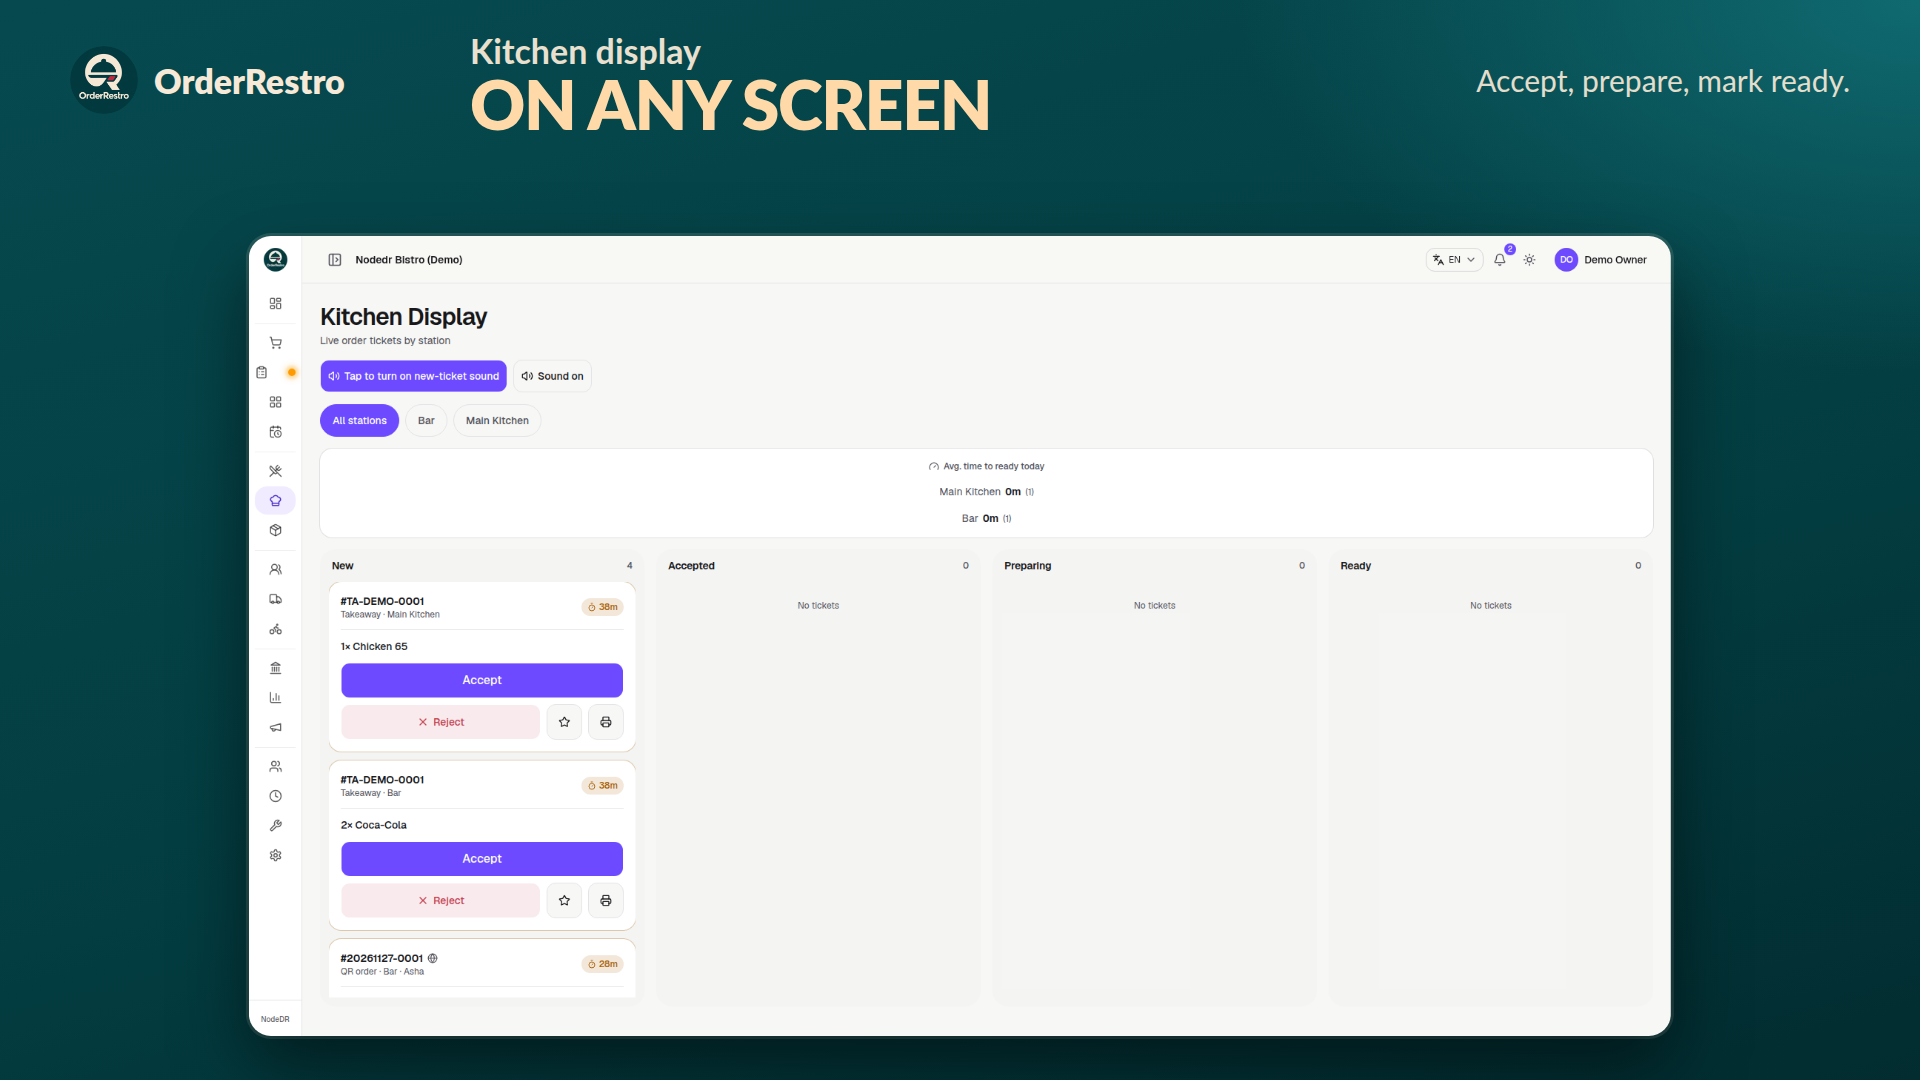 OrderRestro
OrderRestro
Kitchen display
ON ANY SCREEN
Accept, prepare, mark ready.
Nodedr Bistro (Demo)
EN
2
DO
Demo Owner
Kitchen Display
Live order tickets by station
Tap to turn on new-ticket sound
Sound on
All stations
Bar
Main Kitchen
Avg. time to ready today
Main Kitchen 0m (1)
Bar 0m (1)
New 4
#TA-DEMO-0001
38m
Takeaway · Main Kitchen
1× Chicken 65
Accept
Reject
#TA-DEMO-0001
38m
Takeaway · Bar
2× Coca-Cola
Accept
Reject
#20261127-0001
28m
QR order · Bar · Asha
Accepted 0
No tickets
Preparing 0
No tickets
Ready 0
No tickets
NodeDR